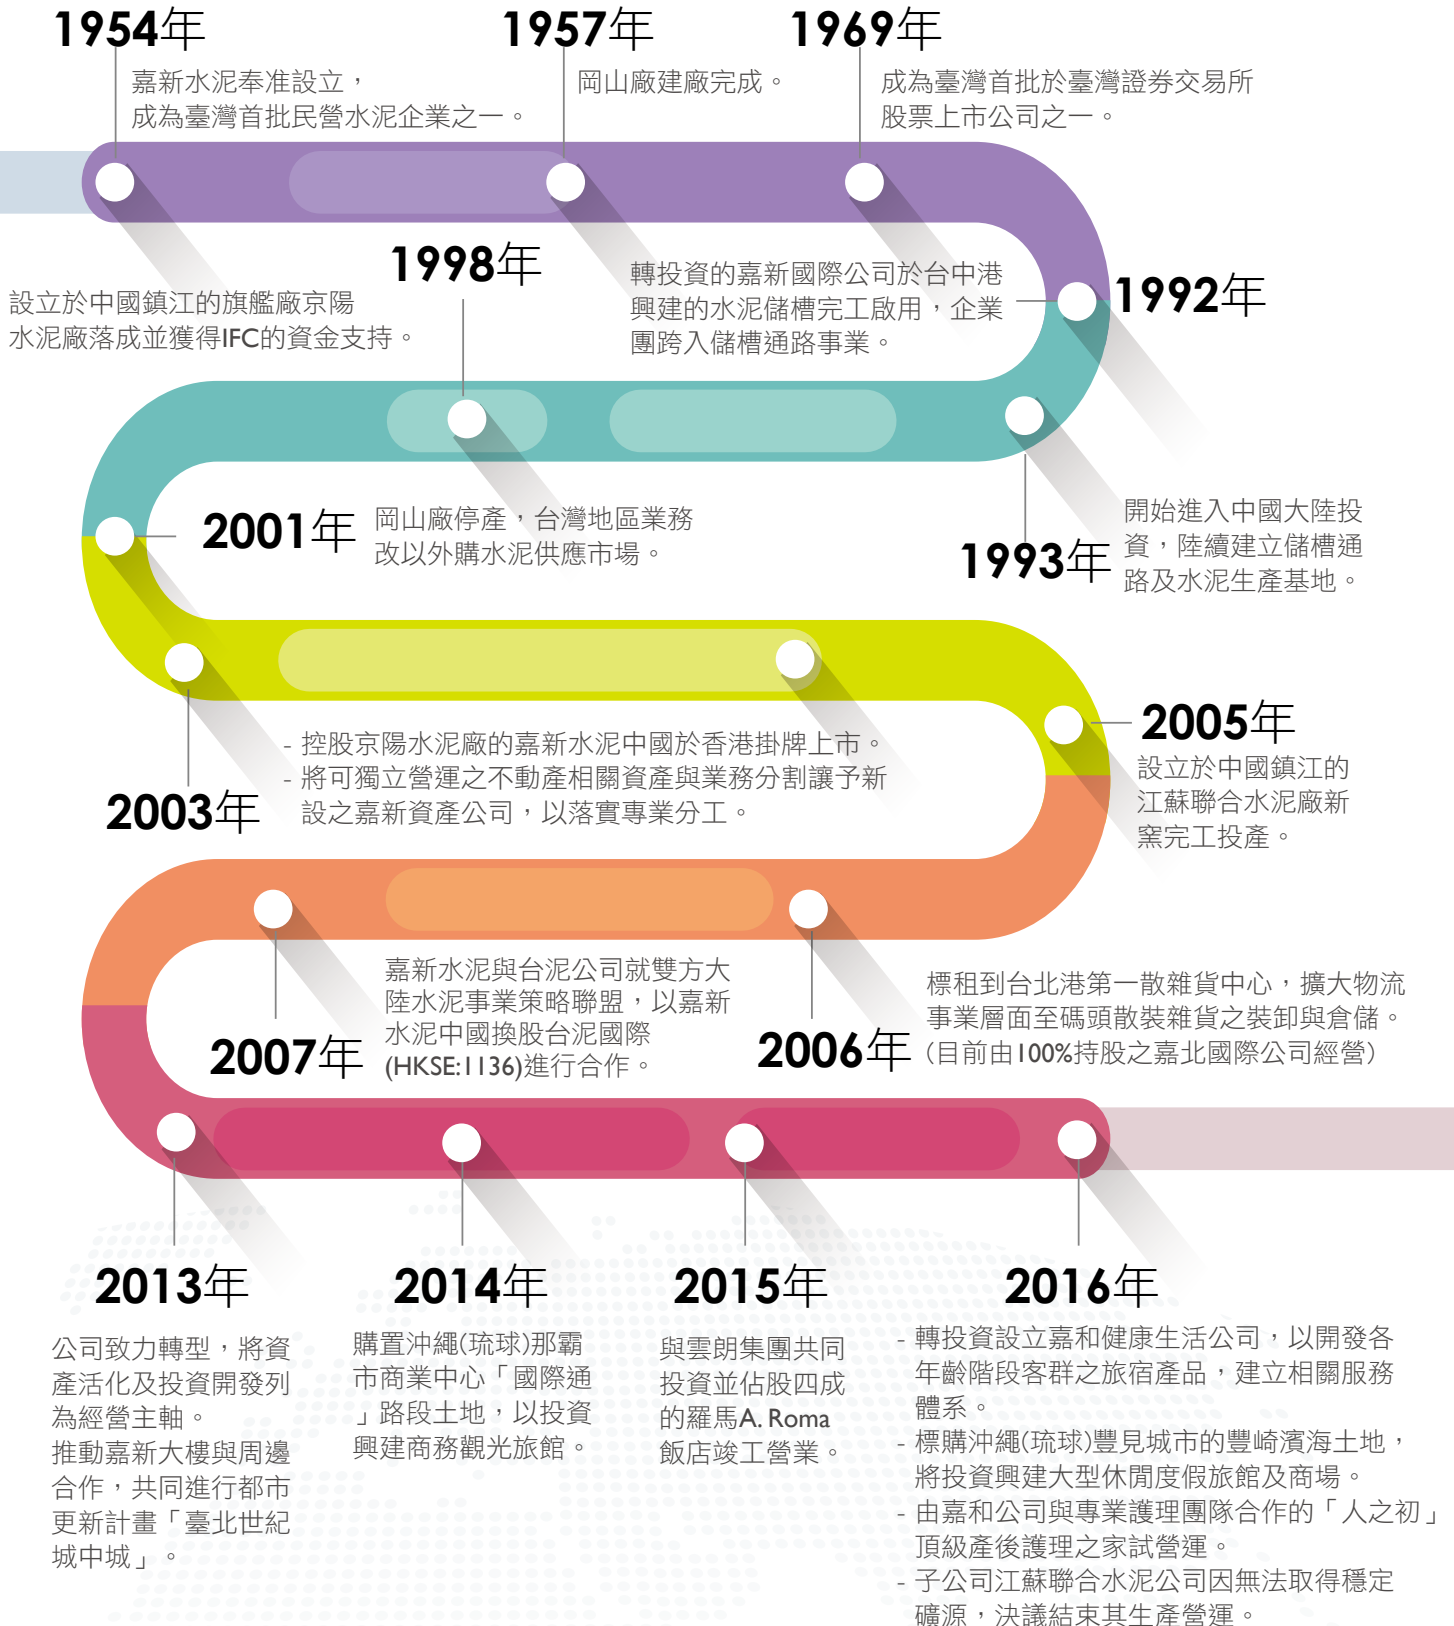 1954年
嘉新水泥奉准設立，
成為臺灣首批民營水泥企業之一。
1957年
岡山廠建廠完成。
1969年
成為臺灣首批於臺灣證券交易所
股票上市公司之一。
1992年
轉投資的嘉新國際公司於台中港
興建的水泥儲槽完工啟用，企業
團跨入儲槽通路事業。
1993年
開始進入中國大陸投
資，陸續建立儲槽通
路及水泥生產基地。
1998年
設立於中國鎮江的旗艦廠京陽
水泥廠落成並獲得IFC的資金支持。
2001年
岡山廠停產，台灣地區業務
改以外購水泥供應市場。
2003年
- 控股京陽水泥廠的嘉新水泥中國於香港掛牌上市。
- 將可獨立營運之不動產相關資產與業務分割讓予新
設之嘉新資產公司，以落實專業分工。
2005年
設立於中國鎮江的
江蘇聯合水泥廠新
窯完工投產。
2006年
標租到台北港第一散雜貨中心，擴大物流
事業層面至碼頭散裝雜貨之裝卸與倉儲。
(目前由100%持股之嘉北國際公司經營)
2007年
嘉新水泥與台泥公司就雙方大
陸水泥事業策略聯盟，以嘉新
水泥中國換股台泥國際
(HKSE:1136)進行合作。
2013年
公司致力轉型，將資
產活化及投資開發列
為經營主軸。
推動嘉新大樓與周邊
合作，共同進行都市
更新計畫「臺北世紀
城中城」。
2014年
購置沖繩(琉球)那霸
市商業中心「國際通
」路段土地，以投資
興建商務觀光旅館。
2015年
與雲朗集團共同
投資並佔股四成
的羅馬A. Roma
飯店竣工營業。
2016年
- 轉投資設立嘉和健康生活公司，以開發各
年齡階段客群之旅宿產品，建立相關服務
體系。
- 標購沖繩(琉球)豐見城市的豐崎濱海土地，
將投資興建大型休閒度假旅館及商場。
- 由嘉和公司與專業護理團隊合作的「人之初」
頂級產後護理之家試營運。
- 子公司江蘇聯合水泥公司因無法取得穩定
礦源，決議結束其生產營運。